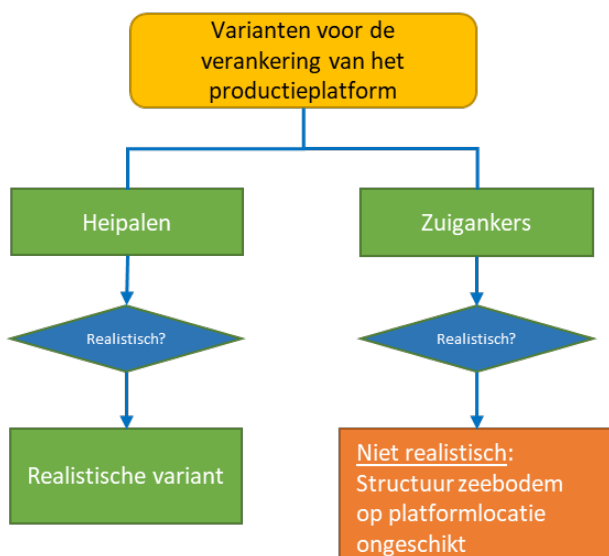 Varianten voor de
verankering van het
productieplatform
Heipalen
Zuigankers
Realistisch?
Realistisch?
Realistische variant
Niet realistisch:
Structuur zeebodem
op platformlocatie
ongeschikt